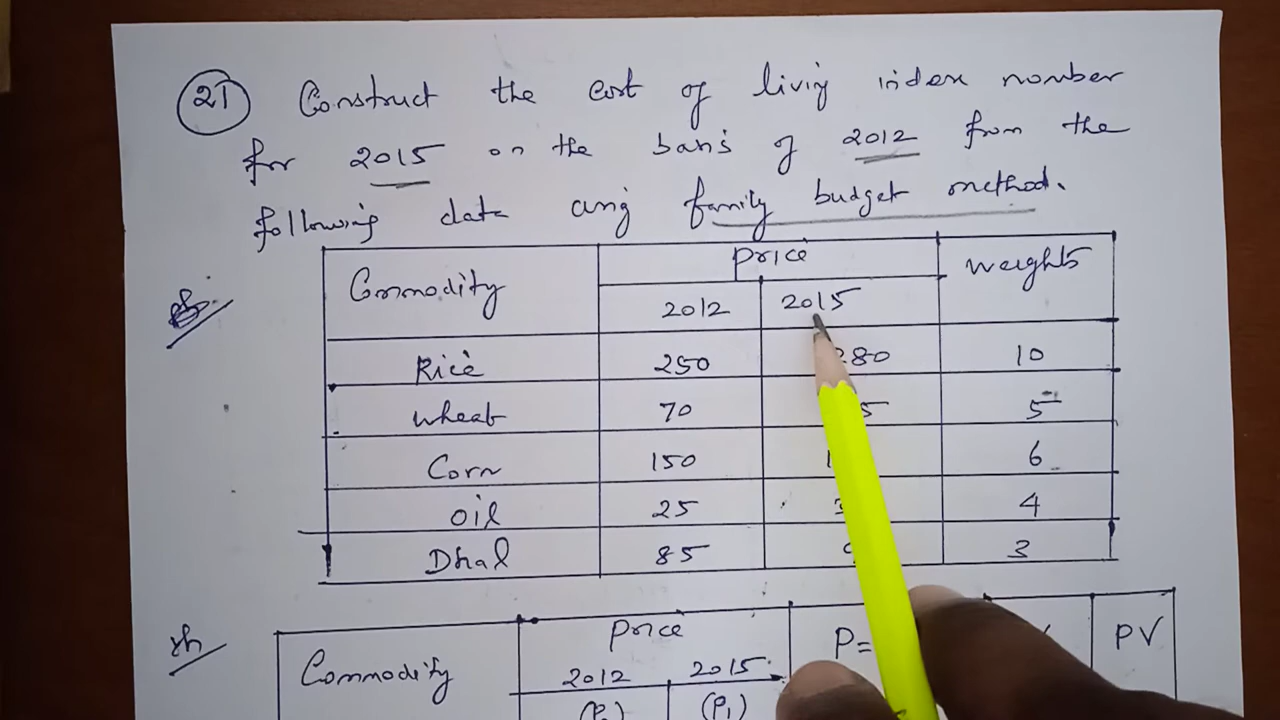 21 Construct the cost of living index number
for 2015 on the basis of 2012 from the
following data using family budget method.
Commodity Price Weights
2012 2015
Rice 250 280 10
Wheat 70 5
Corn 150 6
Oil 25 4
Dhal 85 3
Commodity Price P= PV
2012 2015
(P1)